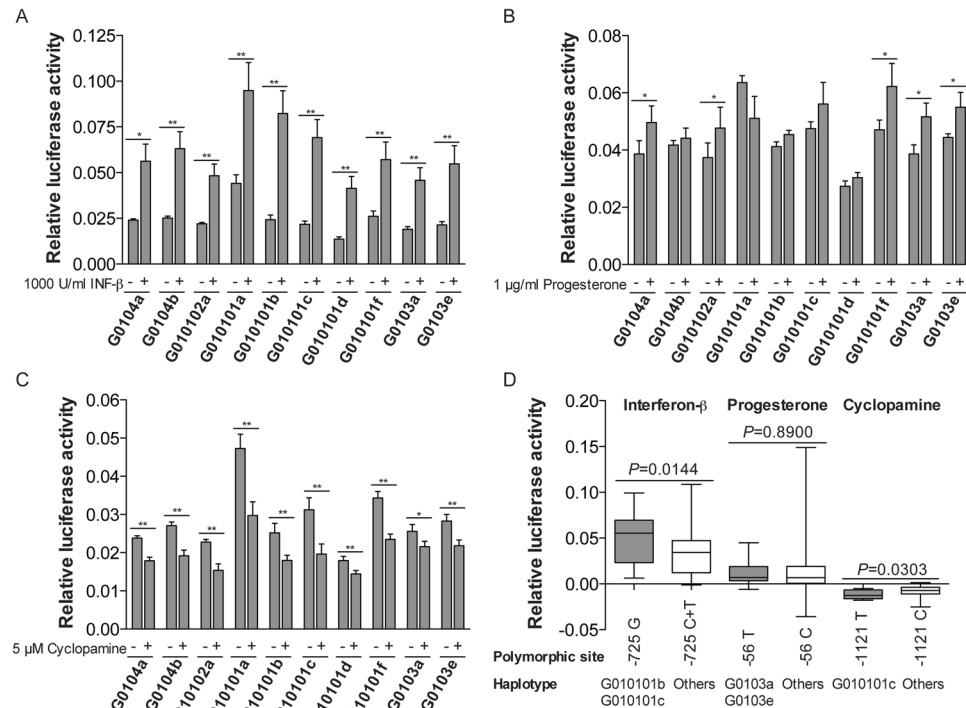 A
Relative luciferase activity
0.125
0.100
0.075
0.050
0.025
0.000
** ** ** ** ** ** ** ** ** *
- + - + - + - + - + - + - + - + - + - +
1000 U/ml INF-β
G0104a G0104b G010102a G010101a G010101b G010101c G010101d G010101f G0103a G0103e
B
Relative luciferase activity
0.08
0.06
0.04
0.02
0.00
* * * * *
- + - + - + - + - + - + - + - + - + - +
1 µg/ml Progesterone
G0104a G0104b G010102a G010101a G010101b G010101c G010101d G010101f G0103a G0103e
C
Relative luciferase activity
0.06
0.05
0.04
0.03
0.02
0.01
0.00
** ** ** ** ** ** ** ** * **
- + - + - + - + - + - + - + - + - + - +
5 µM Cyclopamine
G0104a G0104b G010102a 010101a 010101b 010101c 010101d 010101f G0103a G0103e
D
Relative luciferase activity
0.20
0.15
0.10
0.05
0.00
-0.05
Interferon-β Progesterone Cyclopamine
P=0.8900
P=0.0144
P=0.0303
Polymorphic site
-725 G -725 C+T -56 T -56 C -1121 T -1121 C
Haplotype
G010101b Others G0103a Others G010101c Others
G010101c G0103e